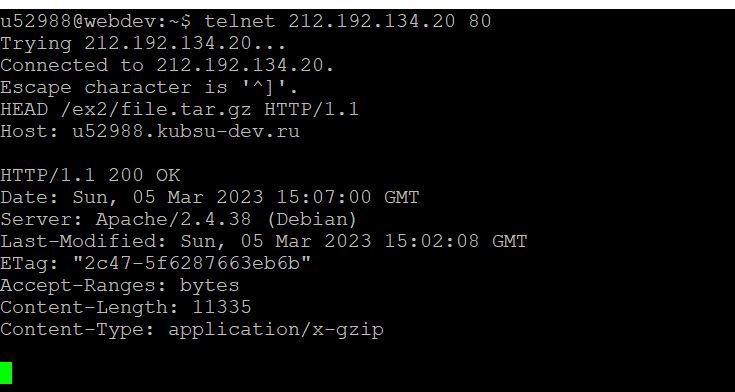 u52988@webdev:~$ telnet 212.192.134.20 80
Trying 212.192.134.20...
Connected to 212.192.134.20.
Escape character is '^]'.
HEAD /ex2/file.tar.gz HTTP/1.1
Host: u52988.kubsu-dev.ru
HTTP/1.1 200 OK
Date: Sun, 05 Mar 2023 15:07:00 GMT
Server: Apache/2.4.38 (Debian)
Last-Modified: Sun, 05 Mar 2023 15:02:08 GMT
ETag: "2c47-5f6287663eb6b"
Accept-Ranges: bytes
Content-Length: 11335
Content-Type: application/x-gzip